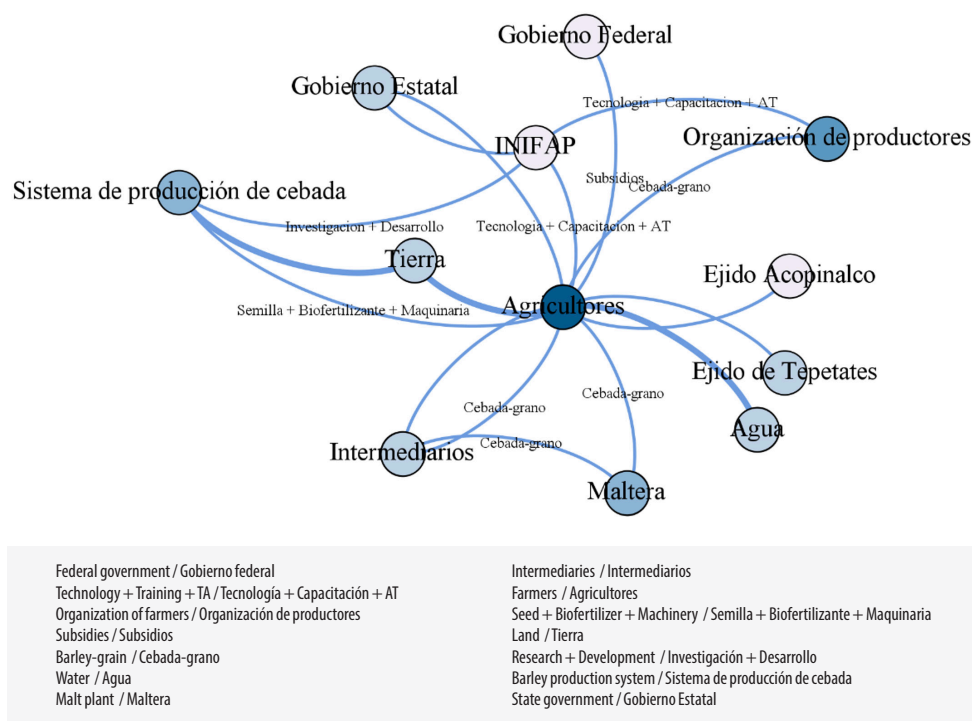 Gobierno Federal
Gobierno Estatal
Tecnologia + Capacitacion + AT
Organización de productores
INIFAP
Subsidios
Cebada-grano
Sistema de producción de cebada
Investigacion + Desarrollo
Tecnologia + Capacitacion + AT
Tierra
Ejido Acopinalco
Agricultores
Semilla + Biofertilizante + Maquinaria
Ejido de Tepetates
Cebada-grano
Cebada-grano
Agua
Cebada-grano
Intermediarios
Maltera
Federal government / Gobierno federal
Technology + Training + TA / Tecnología + Capacitación + AT
Organization of farmers / Organización de productores
Subsidies / Subsidios
Barley-grain / Cebada-grano
Water / Agua
Malt plant / Maltera
Intermediaries / Intermediarios
Farmers / Agricultores
Seed + Biofertilizer + Machinery / Semilla + Biofertilizante + Maquinaria
Land / Tierra
Research + Development / Investigación + Desarrollo
Barley production system / Sistema de producción de cebada
State government / Gobierno Estatal